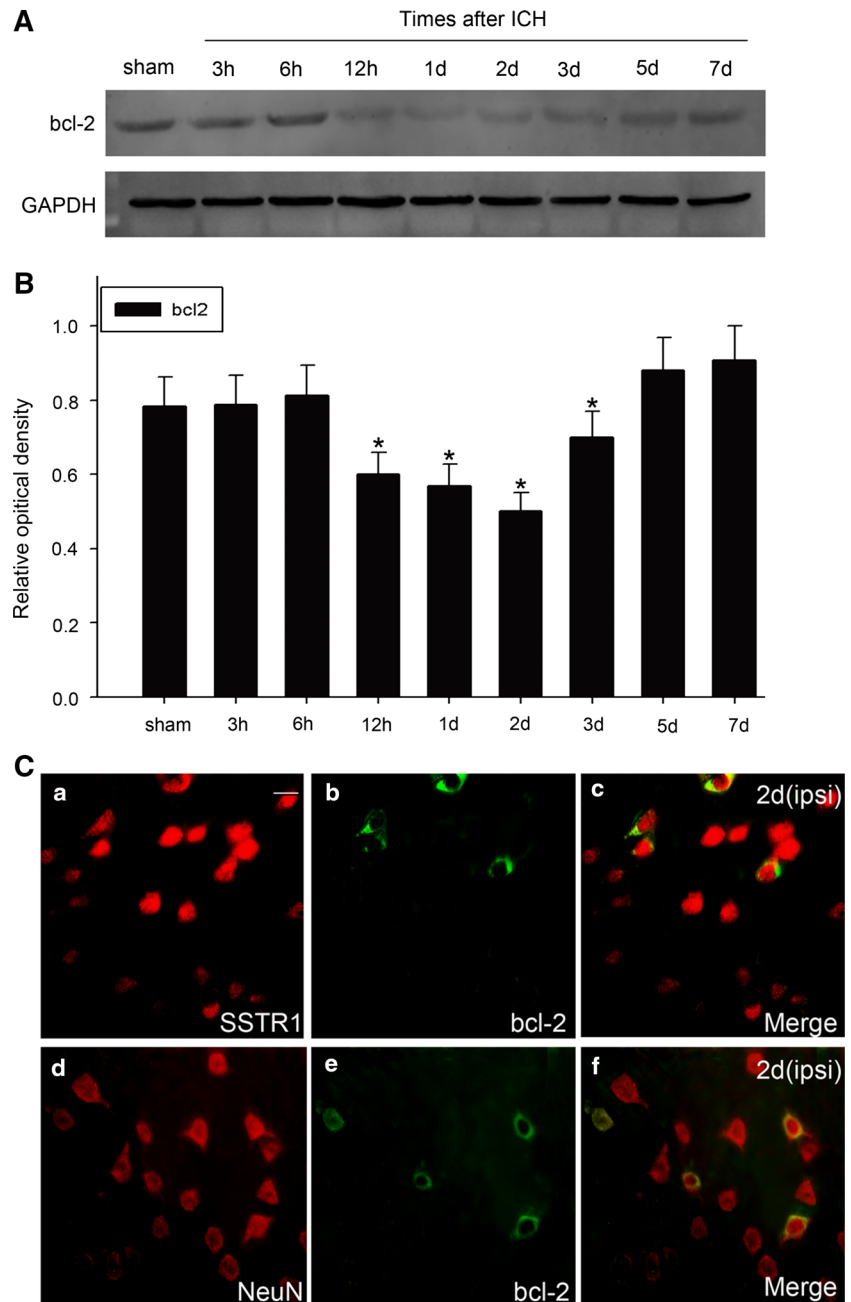 A
Times after ICH
sham 3h 6h 12h 1d 2d 3d 5d 7d
bcl-2
GAPDH
B
bcl2
Relative opitical density
1.0
0.8
0.6
0.4
0.2
0.0
* * * *
sham 3h 6h 12h 1d 2d 3d 5d 7d
C
a b c 2d(ipsi)
SSTR1 bcl-2 Merge
d e f 2d(ipsi)
NeuN bcl-2 Merge